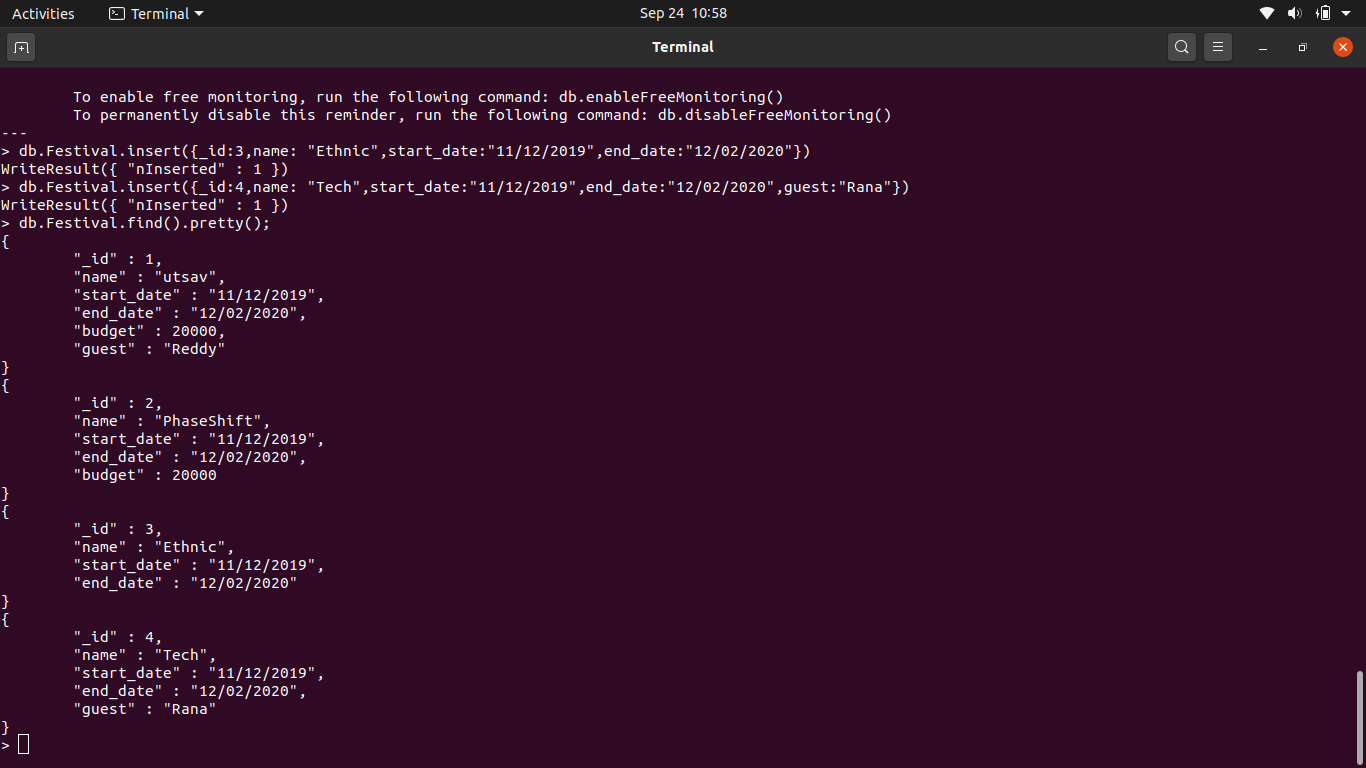 Activities Terminal Sep 24 10:58
Terminal
To enable free monitoring, run the following command: db.enableFreeMonitoring()
To permanently disable this reminder, run the following command: db.disableFreeMonitoring()
---
> db.Festival.insert({_id:3,name: "Ethnic",start_date:"11/12/2019",end_date:"12/02/2020"})
WriteResult({ "nInserted" : 1 })
> db.Festival.insert({_id:4,name: "Tech",start_date:"11/12/2019",end_date:"12/02/2020",guest:"Rana"})
WriteResult({ "nInserted" : 1 })
> db.Festival.find().pretty();
{
"_id" : 1,
"name" : "utsav",
"start_date" : "11/12/2019",
"end_date" : "12/02/2020",
"budget" : 20000,
"guest" : "Reddy"
}
{
"_id" : 2,
"name" : "PhaseShift",
"start_date" : "11/12/2019",
"end_date" : "12/02/2020",
"budget" : 20000
}
{
"_id" : 3,
"name" : "Ethnic",
"start_date" : "11/12/2019",
"end_date" : "12/02/2020"
}
{
"_id" : 4,
"name" : "Tech",
"start_date" : "11/12/2019",
"end_date" : "12/02/2020",
"guest" : "Rana"
}
>